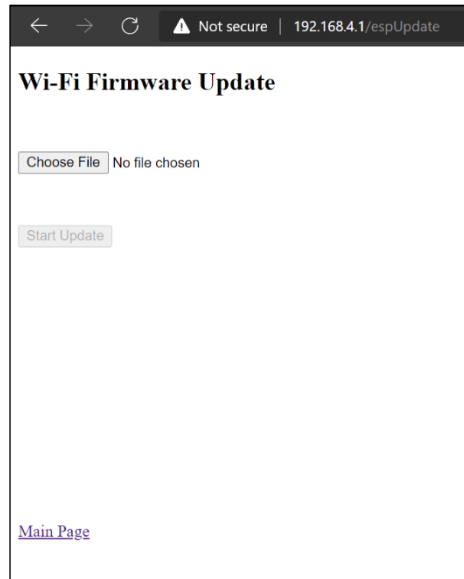 Not secure | 192.168.4.1/espUpdate
Wi-Fi Firmware Update
Choose File No file chosen
Start Update
Main Page